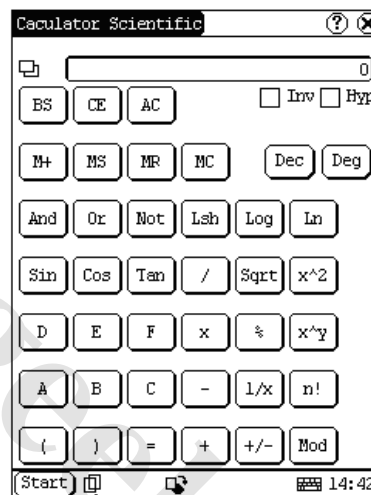 Caculator Scientific ?
0
BS CE AC Inv Hyp
M+ MS MR MC Dec Deg
And Or Not Lsh Log Ln
Sin Cos Tan / Sqrt x^2
D E F x % x^y
A B C - 1/x n!
( ) = + +/- Mod
Start 14:42